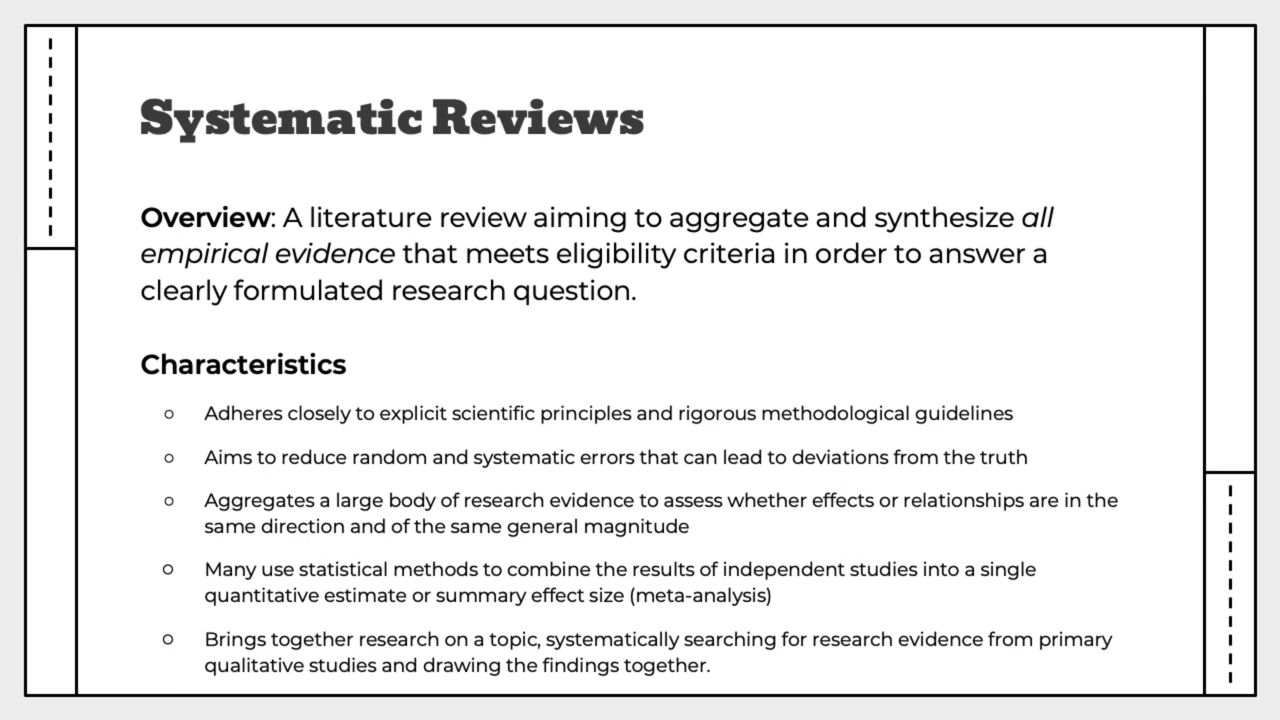 Systematic Reviews
Overview: A literature review aiming to aggregate and synthesize all
empirical evidence that meets eligibility criteria in order to answer a
clearly formulated research question.
Characteristics
○ Adheres closely to explicit scientific principles and rigorous methodological guidelines
○ Aims to reduce random and systematic errors that can lead to deviations from the truth
○ Aggregates a large body of research evidence to assess whether effects or relationships are in the
same direction and of the same general magnitude
○ Many use statistical methods to combine the results of independent studies into a single
quantitative estimate or summary effect size (meta-analysis)
○ Brings together research on a topic, systematically searching for research evidence from primary
qualitative studies and drawing the findings together.